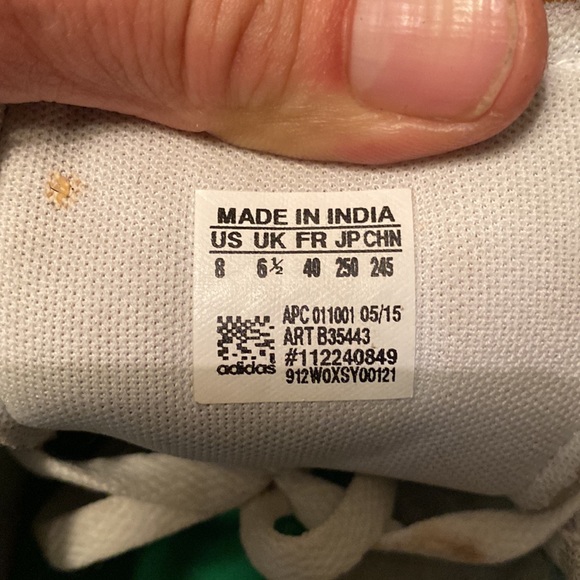 MADE IN INDIA
US UK FR JP CHN
8 6½ 40 250 245
APC 011001 05/15
ART B35443
#112240849
adidas 912W0XSY00121